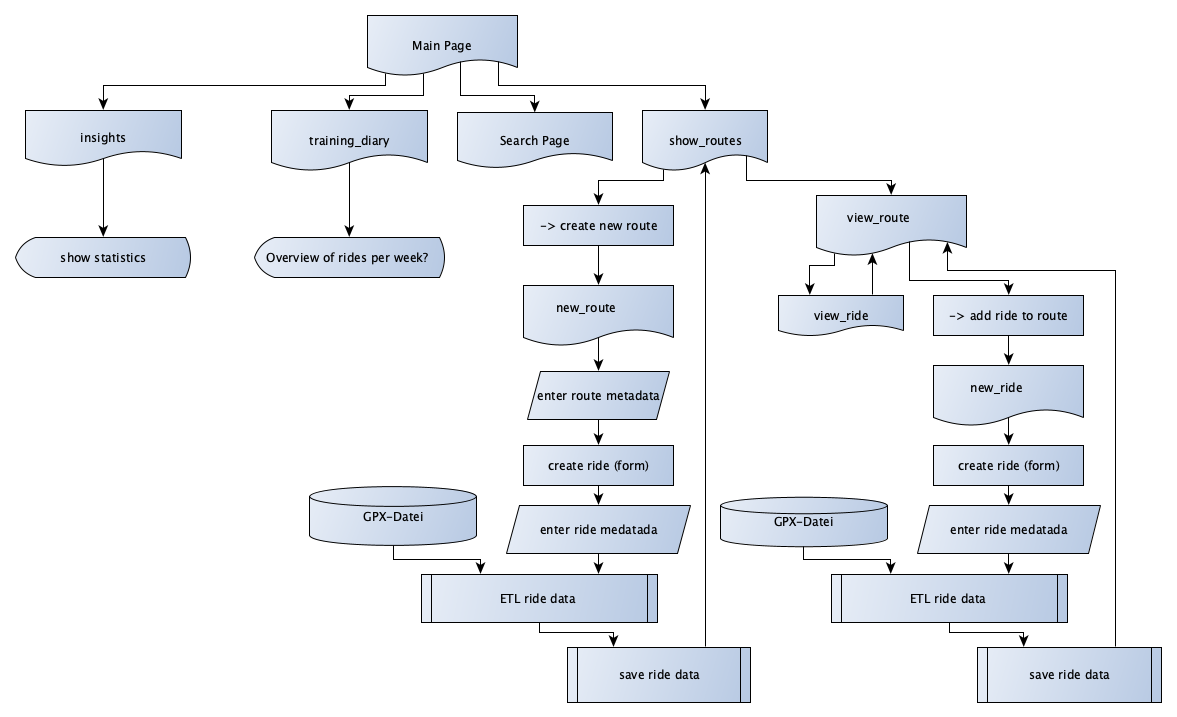 Main Page
insights
training_diary
Search Page
show_routes
show statistics
Overview of rides per week?
-> create new route
view_route
new_route
view_ride
-> add ride to route
enter route metadata
new_ride
create ride (form)
create ride (form)
GPX-Datei
enter ride medatada
GPX-Datei
enter ride medatada
ETL ride data
ETL ride data
save ride data
save ride data